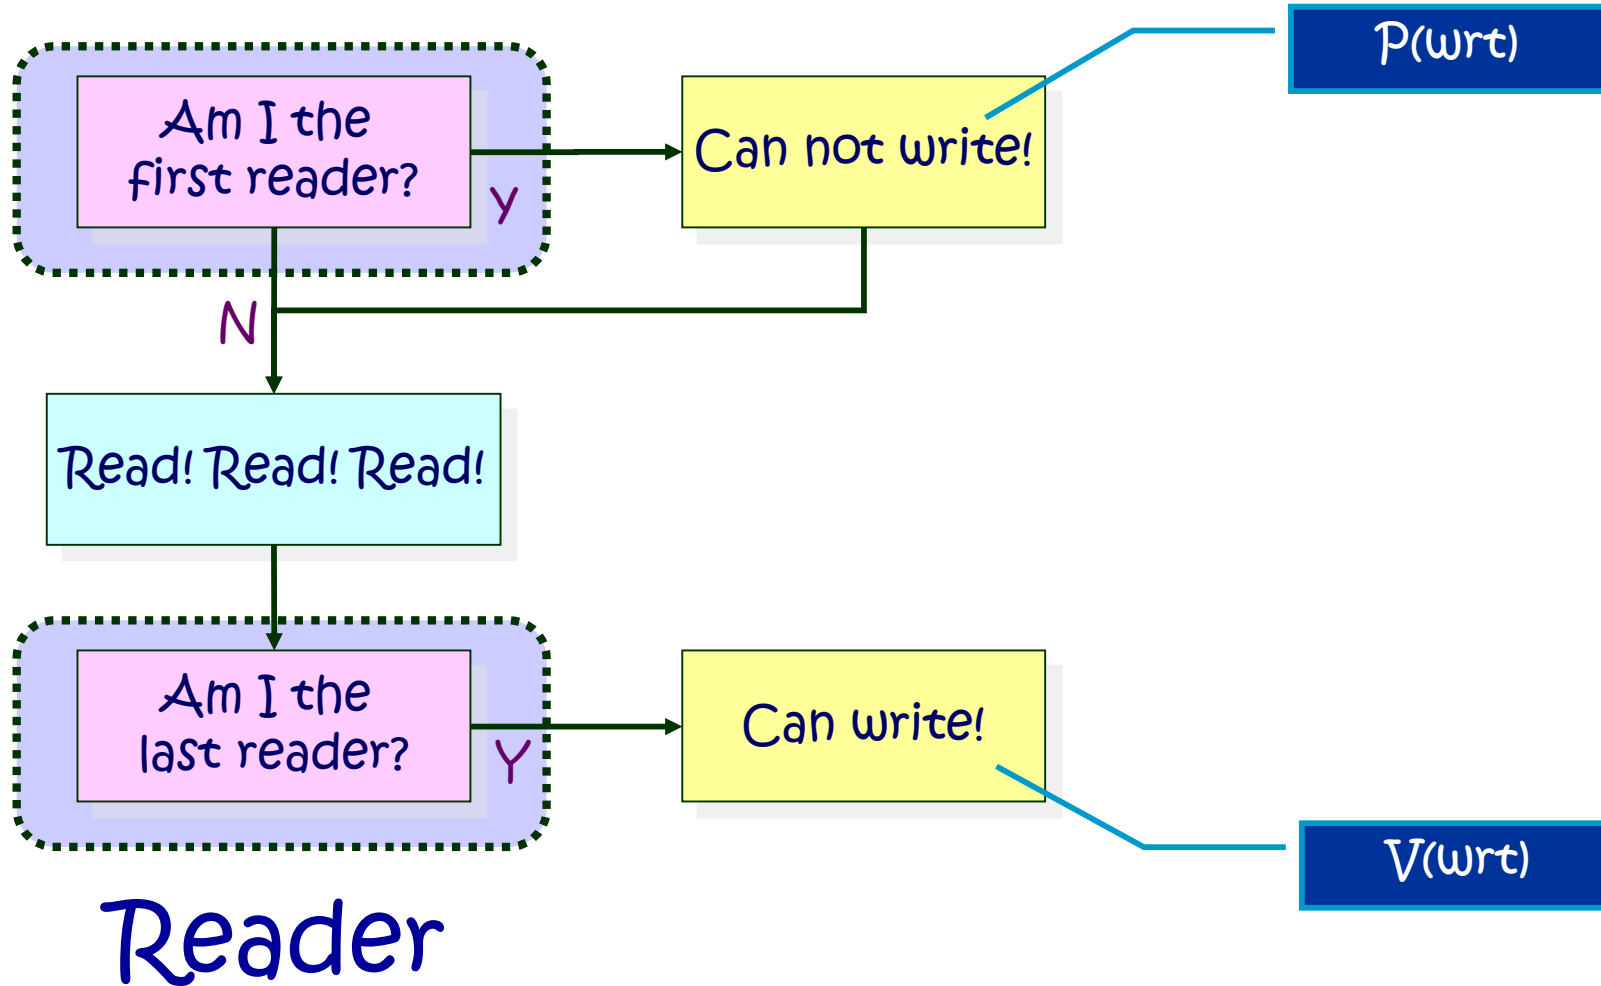 P(wrt)
Am I the
first reader?
Y
Can not write!
N
Read! Read! Read!
Am I the
last reader?
Y
Can write!
V(wrt)
Reader